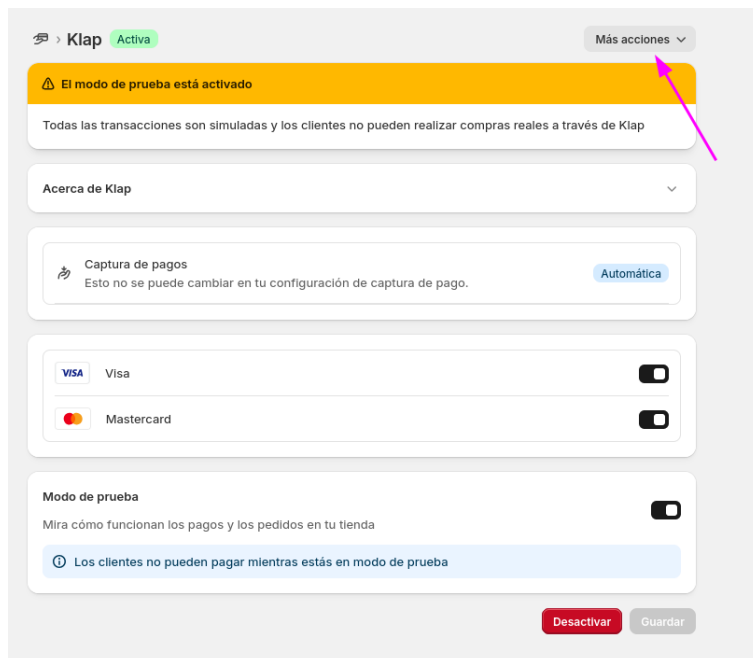 Klap Activa Más acciones
El modo de prueba está activado
Todas las transacciones son simuladas y los clientes no pueden realizar compras reales a través de Klap
Acerca de Klap
Captura de pagos
Esto no se puede cambiar en tu configuración de captura de pago.
Automática
VISA Visa
Mastercard
Modo de prueba
Mira cómo funcionan los pagos y los pedidos en tu tienda
Los clientes no pueden pagar mientras estás en modo de prueba
Desactivar Guardar